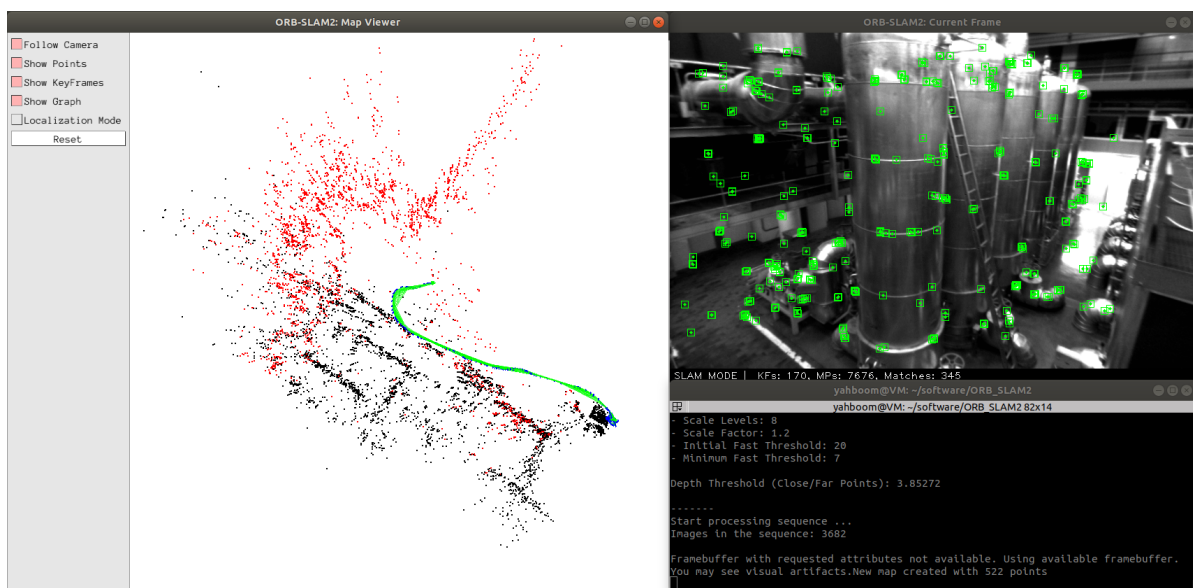 ORB-SLAM2: Map Viewer
Follow Camera
Show Points
Show KeyFrames
Show Graph
Localization Mode
Reset
ORB-SLAM2: Current Frame
SLAM MODE |  KFs: 170, MPs: 7676, Matches: 345
yahboom@VM: ~/software/ORB_SLAM2
yahboom@VM: ~/software/ORB_SLAM2 82x14
- Scale Levels: 8
- Scale Factor: 1.2
- Initial Fast Threshold: 20
- Minimum Fast Threshold: 7
Depth Threshold (Close/Far Points): 3.85272
-------
Start processing sequence ...
Images in the sequence: 3682
Framebuffer with requested attributes not available. Using available framebuffer.
You may see visual artifacts.New map created with 522 points